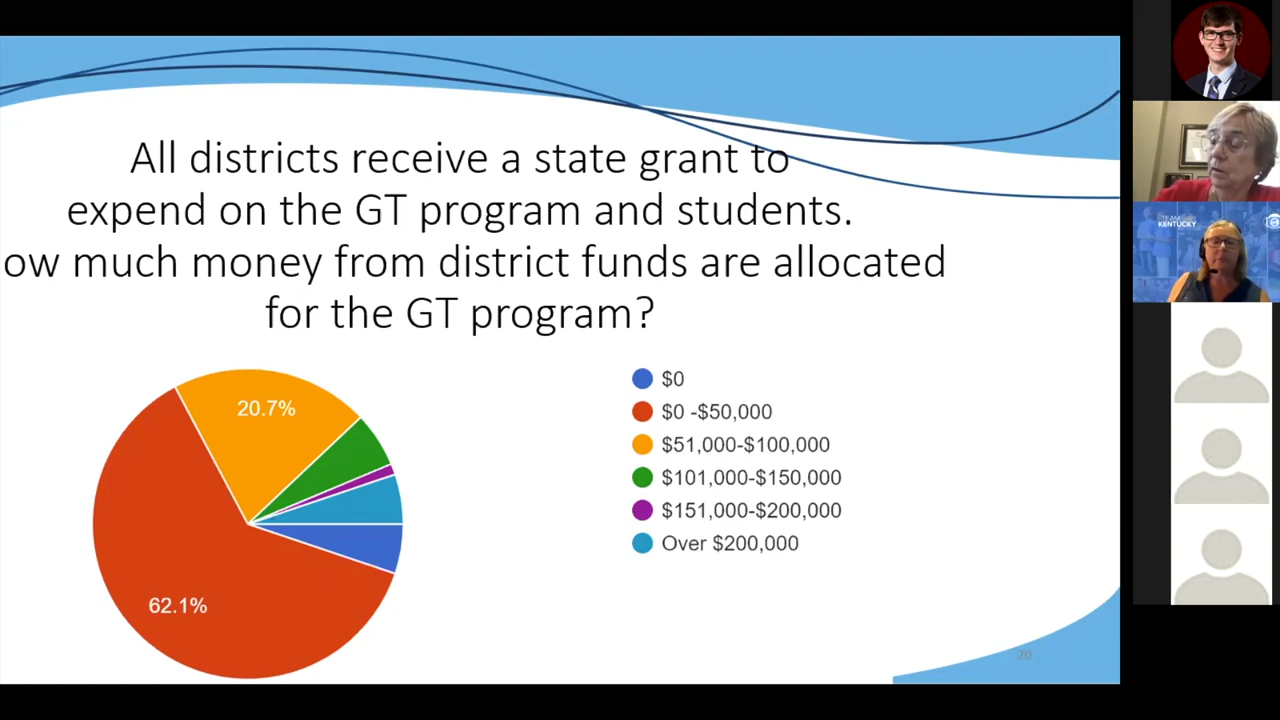 All districts receive a state grant to
expend on the GT program and students.
ow much money from district funds are allocated
for the GT program?
20.7%
62.1%
$0
$0 -$50,000
$51,000-$100,000
$101,000-$150,000
$151,000-$200,000
Over $200,000
20
TEAM
KENTUCKY